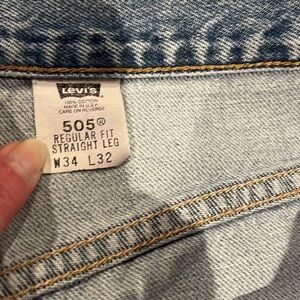 Levi's
100% COTTON
MADE IN U.S.A
CARE ON REVERSE
505®
REGULAR FIT
STRAIGHT LEG
W34 L32